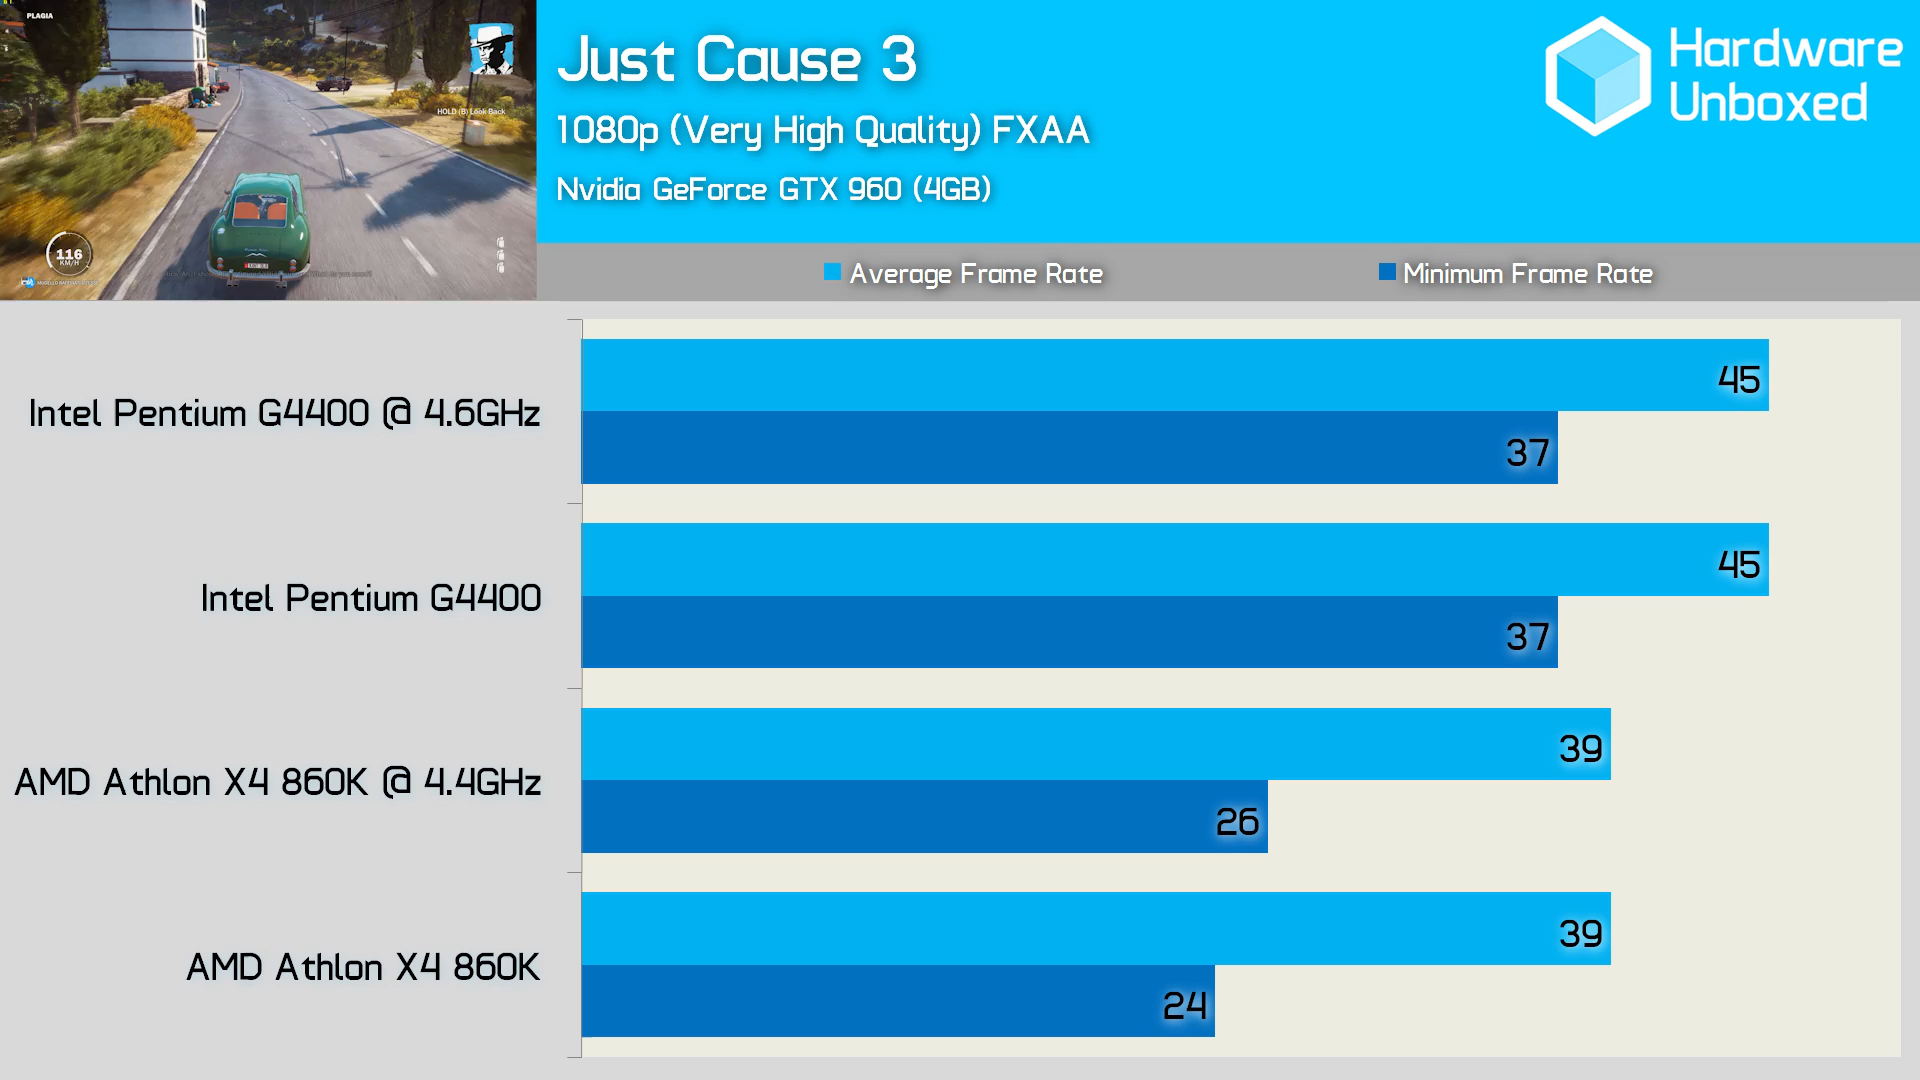 PLAGIA
HOLD (B) Look Back
116
KM/H
Just Cause 3
1080p (Very High Quality) FXAA
Nvidia GeForce GTX 960 (4GB)
Hardware
Unboxed
Average Frame Rate
Minimum Frame Rate
Intel Pentium G4400 @ 4.6GHz
45
37
Intel Pentium G4400
45
37
AMD Athlon X4 860K @ 4.4GHz
39
26
AMD Athlon X4 860K
39
24